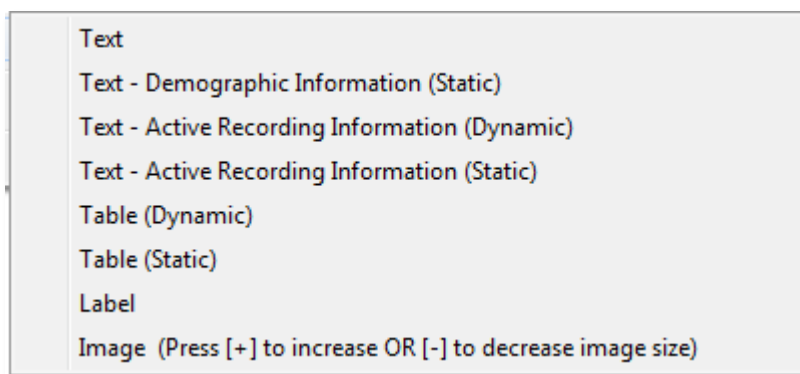 Text
Text - Demographic Information (Static)
Text - Active Recording Information (Dynamic)
Text - Active Recording Information (Static)
Table (Dynamic)
Table (Static)
Label
Image  (Press [+] to increase OR [-] to decrease image size)